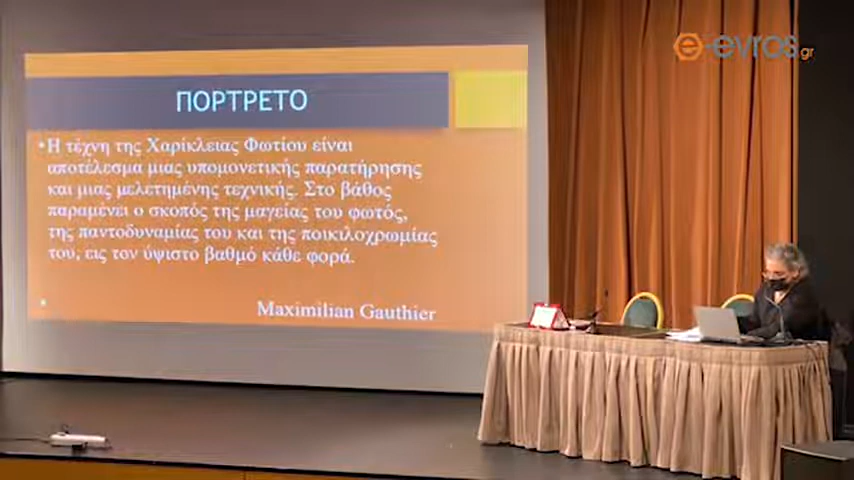 e-evros.gr
ΠΟΡΤΡΕΤΟ
•Η τέχνη της Χαρίκλειας Φωτίου είναι
αποτέλεσμα μιας υπομονετικής παρατήρησης
και μιας μελετημένης τεχνικής. Στο βάθος
παραμένει ο σκοπός της μαγείας του φωτός,
της παντοδυναμίας του και της ποικιλοχρωμίας
του, εις τον ύψιστο βαθμό κάθε φορά.
Maximilian Gauthier